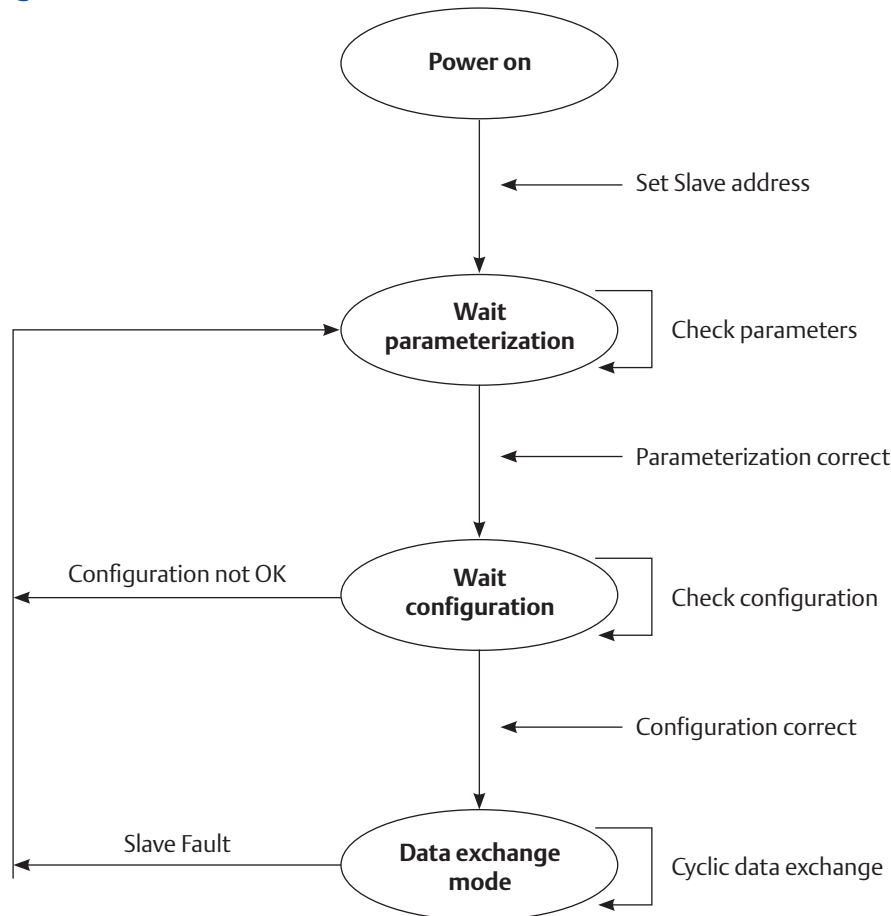 Power on
Set Slave address
Wait
parameterization
Check parameters
Parameterization correct
Configuration not OK
Wait
configuration
Check configuration
Configuration correct
Slave Fault
Data exchange
mode
Cyclic data exchange